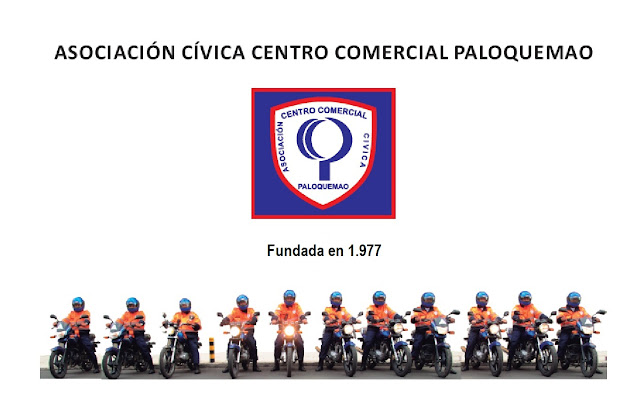 ASOCIACIÓN CÍVICA CENTRO COMERCIAL PALOQUEMAO
CENTRO COMERCIAL
ASOCIACIÓN
CÍVICA
PALOQUEMAO
Fundada en 1.977